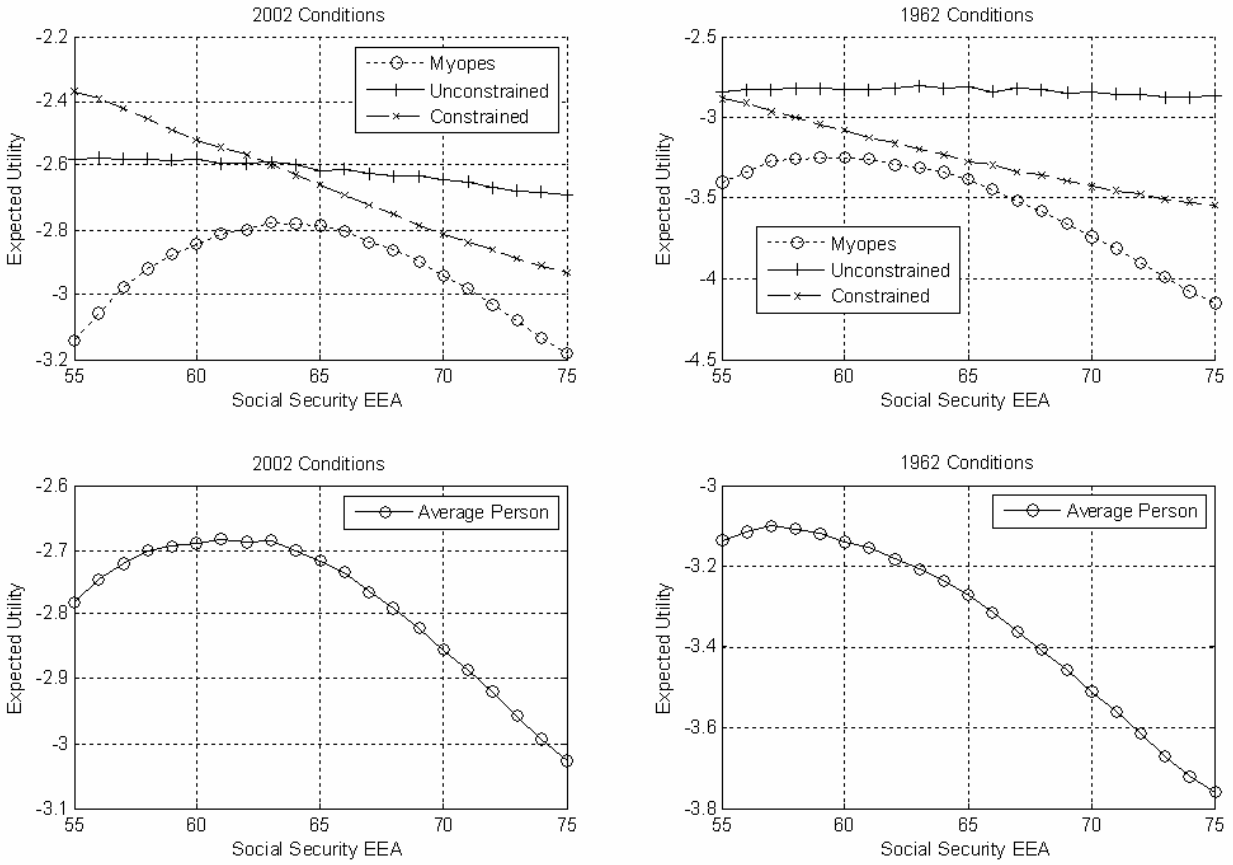 2002 Conditions
-2.2
-2.4
-2.6
-2.8
-3
-3.2
Expected Utility
Myopes
Unconstrained
Constrained
55 60 65 70 75
Social Security EEA
1962 Conditions
-2.5
-3
-3.5
-4
-4.5
Expected Utility
Myopes
Unconstrained
Constrained
55 60 65 70 75
Social Security EEA
2002 Conditions
-2.6
-2.7
-2.8
-2.9
-3
-3.1
Expected Utility
Average Person
55 60 65 70 75
Social Security EEA
1962 Conditions
-3
-3.2
-3.4
-3.6
-3.8
Expected Utility
Average Person
55 60 65 70 75
Social Security EEA